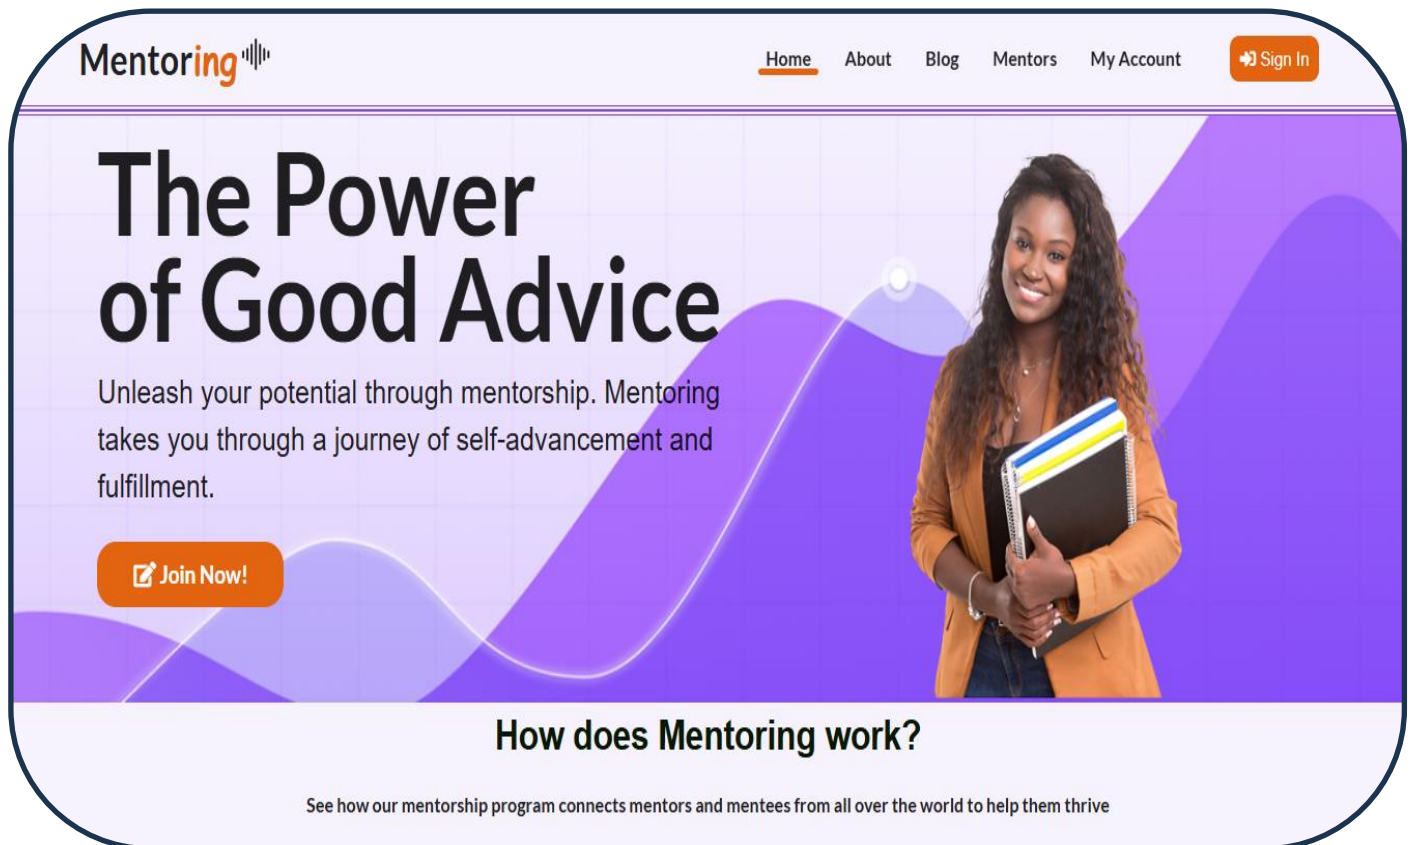 Mentoring
Home About Blog Mentors My Account Sign In
The Power
of Good Advice
Unleash your potential through mentorship. Mentoring
takes you through a journey of self-advancement and
fulfillment.
Join Now!
How does Mentoring work?
See how our mentorship program connects mentors and mentees from all over the world to help them thrive